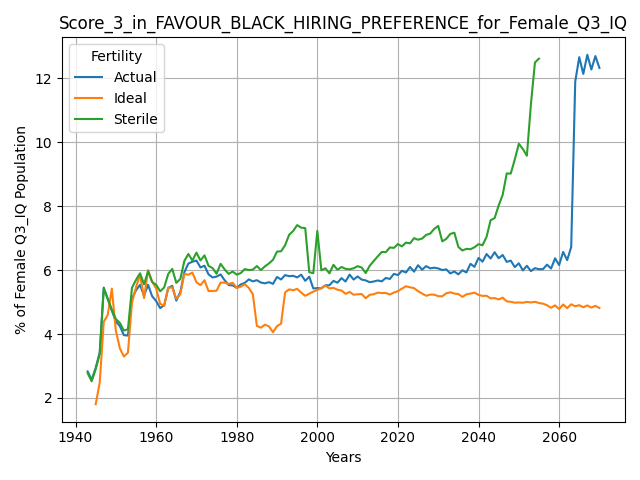 Score_3_in_FAVOUR_BLACK_HIRING_PREFERENCE_for_Female_Q3_IQ
Fertility
Actual
Ideal
Sterile
% of Female Q3_IQ Population
12
10
8
6
4
2
1940
1960
1980
2000
2020
2040
2060
Years